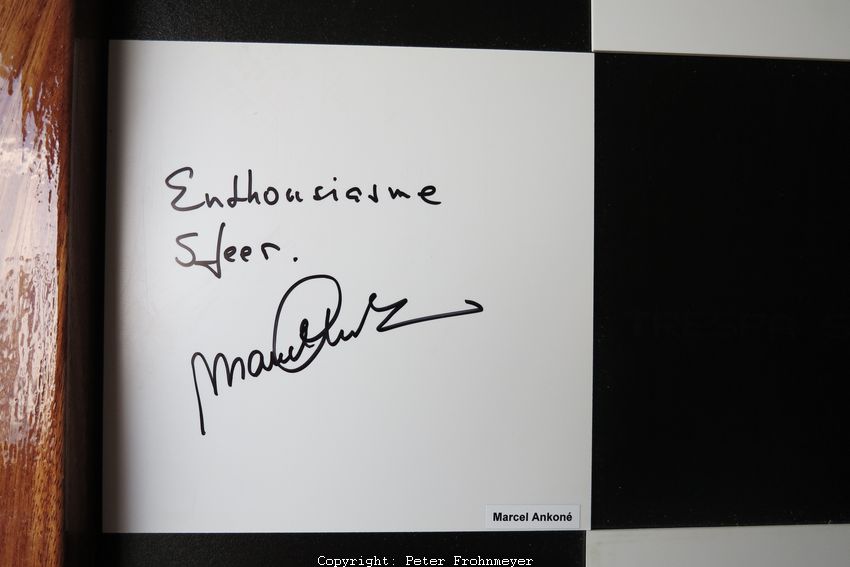 Enthousiasme
Sfeer.
Marcel Ankoné
Copyright: Peter Frohnmeyer